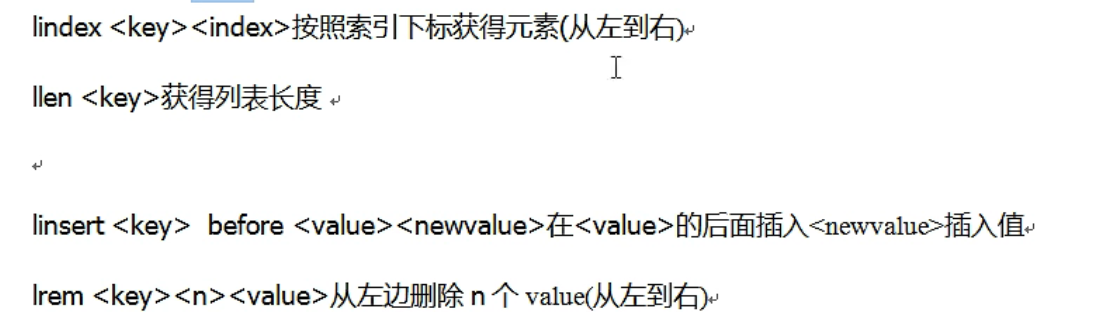 lindex <key><index>按照索引下标获得元素(从左到右)
llen <key>获得列表长度
linsert <key>  before <value><newvalue>在<value>的后面插入<newvalue>插入值
lrem <key><n><value>从左边删除 n 个 value(从左到右)